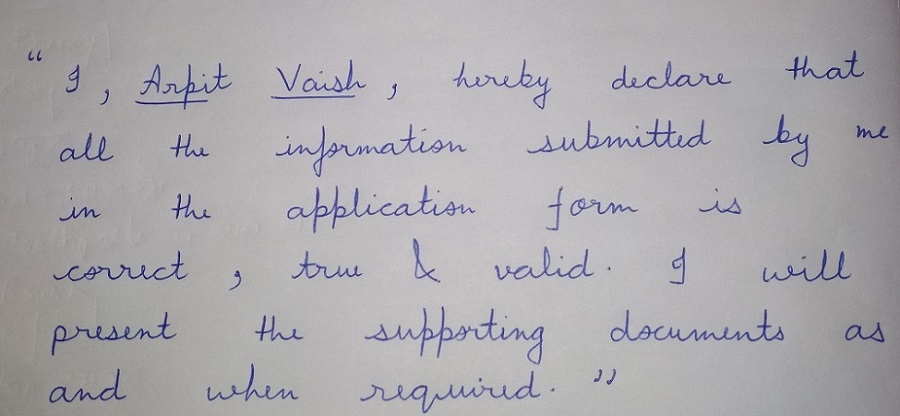 “ I, Arpit Vaish, hereby declare that
all the information submitted by me
in the application form is
correct, true & valid. I will
present the supporting documents as
and when required. ”